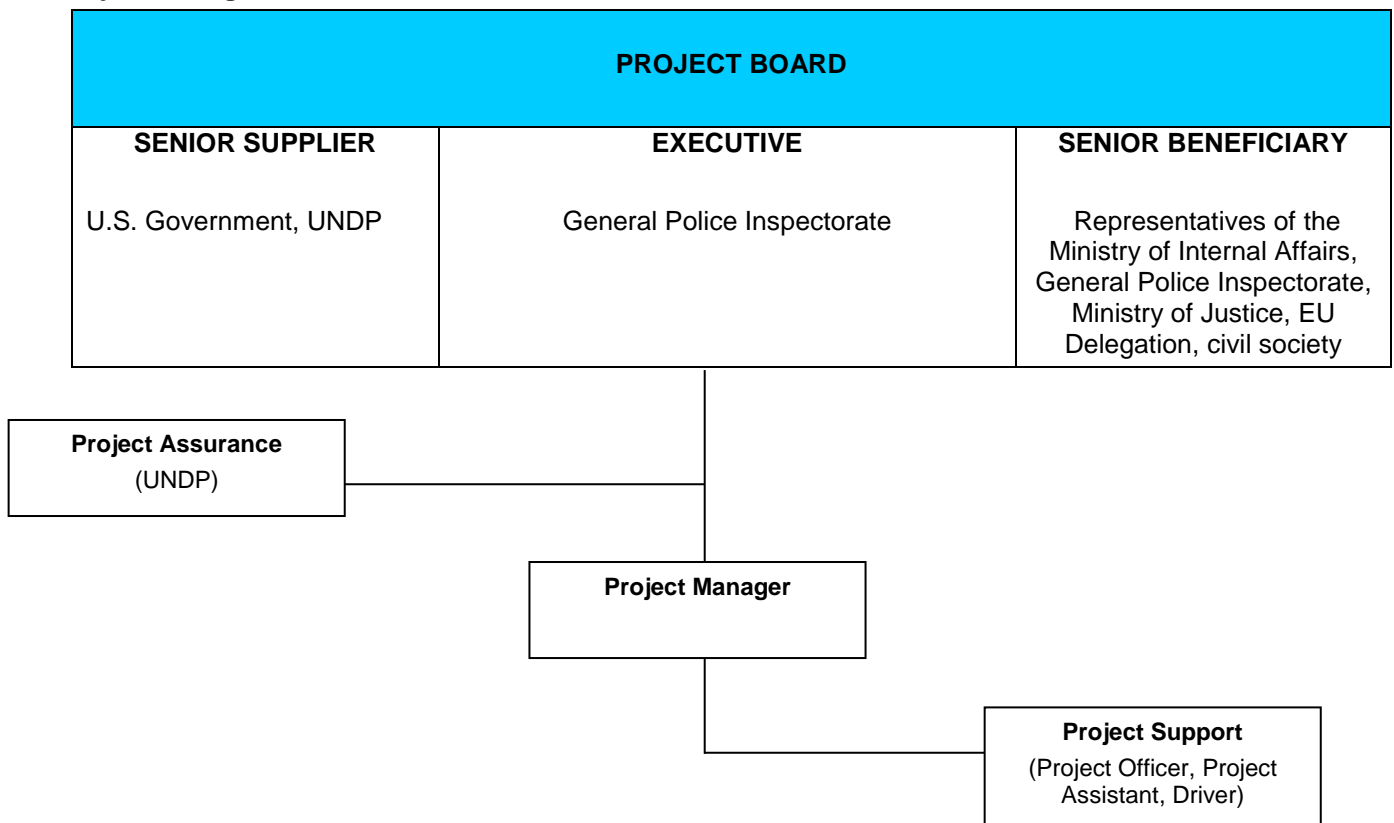 PROJECT BOARD
SENIOR SUPPLIER
U.S. Government, UNDP
EXECUTIVE
General Police Inspectorate
SENIOR BENEFICIARY
Representatives of the
Ministry of Internal Affairs,
General Police Inspectorate,
Ministry of Justice, EU
Delegation, civil society
Project Assurance
(UNDP)
Project Manager
Project Support
(Project Officer, Project
Assistant, Driver)